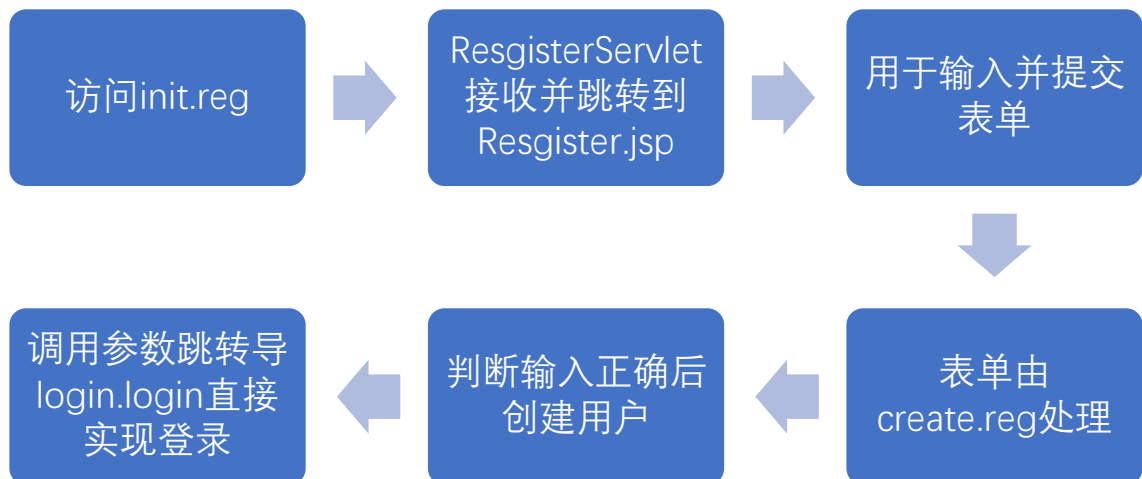 访问init.reg
ResgisterServlet
接收并跳转到
Resgister.jsp
用于输入并提交
表单
表单由
create.reg处理
判断输入正确后
创建用户
调用参数跳转导
login.login直接
实现登录